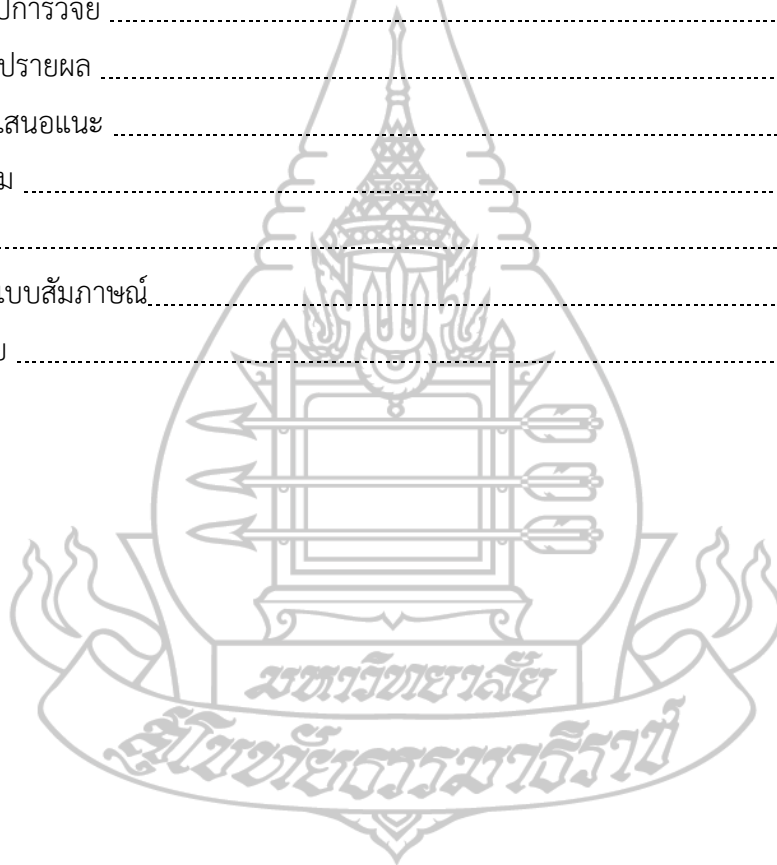 ปการวิจัย
ปรายผล
เสนอแนะ
ม
แบบสัมภาษณ์
ย
มหาวิทยาลัย
สุโขทัยธรรมาธิราช